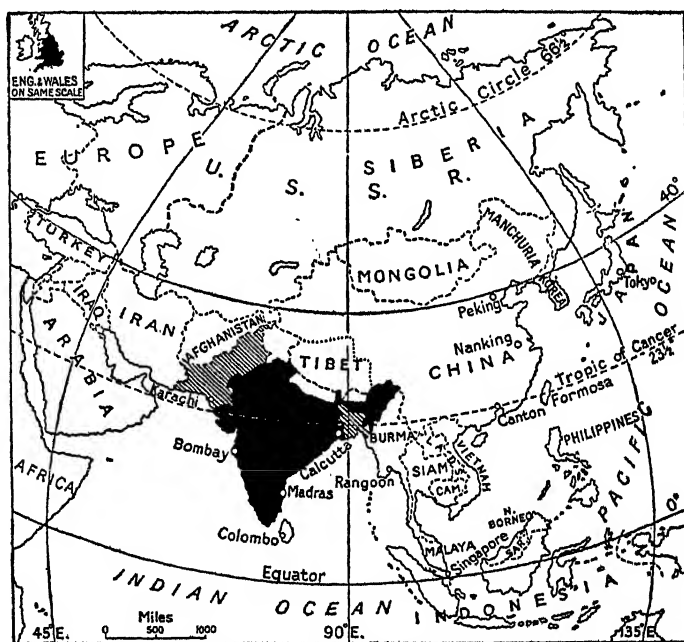 ARCTIC OCEAN
ENG. & WALES
ON SAME SCALE
Arctic Circle 66½
EUROPE
U. S. S. R.
SIBERIA
40°
TURKEY
MONGOLIA
MANCHURIA
KOREA
JAPAN
Tokyo
Peking
IRAQ
IRAN
AFGHANISTAN
TIBET
Nanking
CHINA
ARABIA
Tropic of Cancer
23½
Karachi
Canton
Formosa
Calcutta
BURMA
PHILIPPINES
Bombay
SIAM
VIETNAM
CAM.
AFRICA
Rangoon
Madras
PACIFIC OCEAN
Colombo
N. BORNEO
SAR.
MALAYA
Singapore
0°
Equator
INDIAN OCEAN
INDONESIA
Miles
0 500 1000
45°E.
90°E.
135°E.